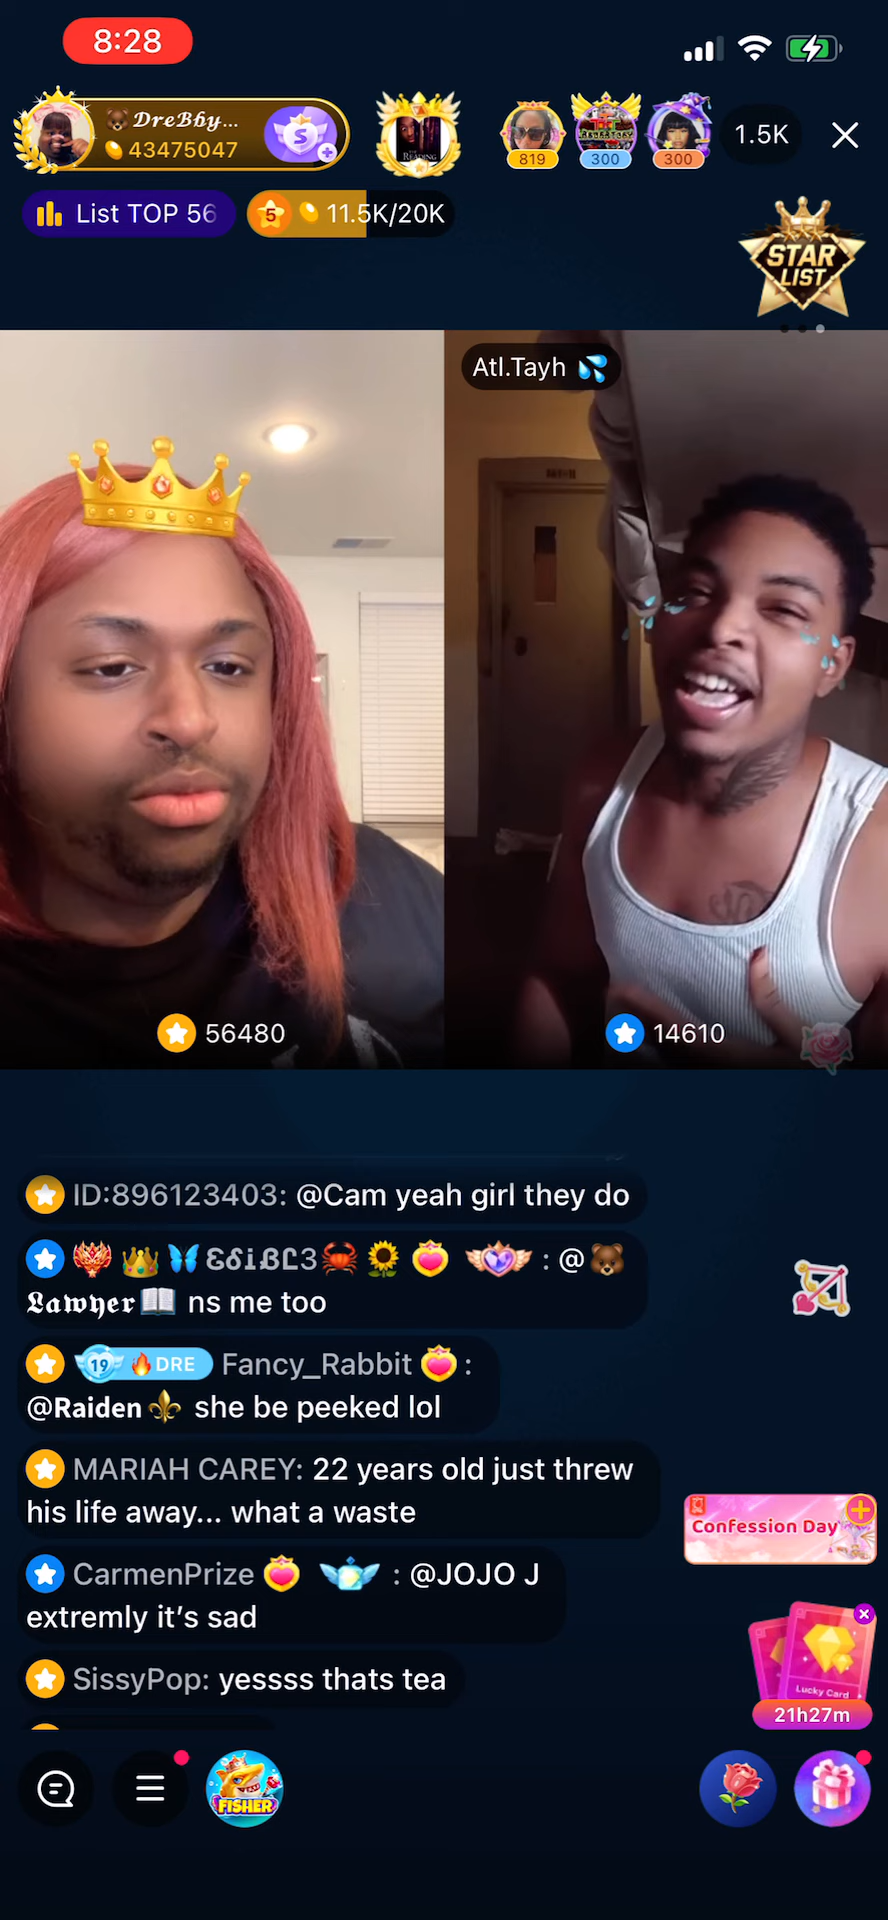 8:28
🐻 𝓓𝓻𝓮𝓑𝓫𝔂...
43475047
S
READING
819
300
300
1.5K
List TOP 56
5 11.5K/20K
STAR
LIST
Atl.Tayh 💦
56480
14610
ID:896123403: @Cam yeah girl they do
🦋 ƐδἰᏰᏝ3🦀🌻 : @🐻
𝕷𝖆𝖜𝖞𝖊𝖗📖 ns me too
19 🔥DRE Fancy_Rabbit :
@𝗥𝗮𝗶𝗱𝗲𝗻⚜️ she be peeked lol
MARIAH CAREY: 22 years old just threw
his life away... what a waste
Confession Day
CarmenPrize : @JOJO J
extremly it’s sad
SissyPop: yessss thats tea
Lucky Card
21h27m
FISHER